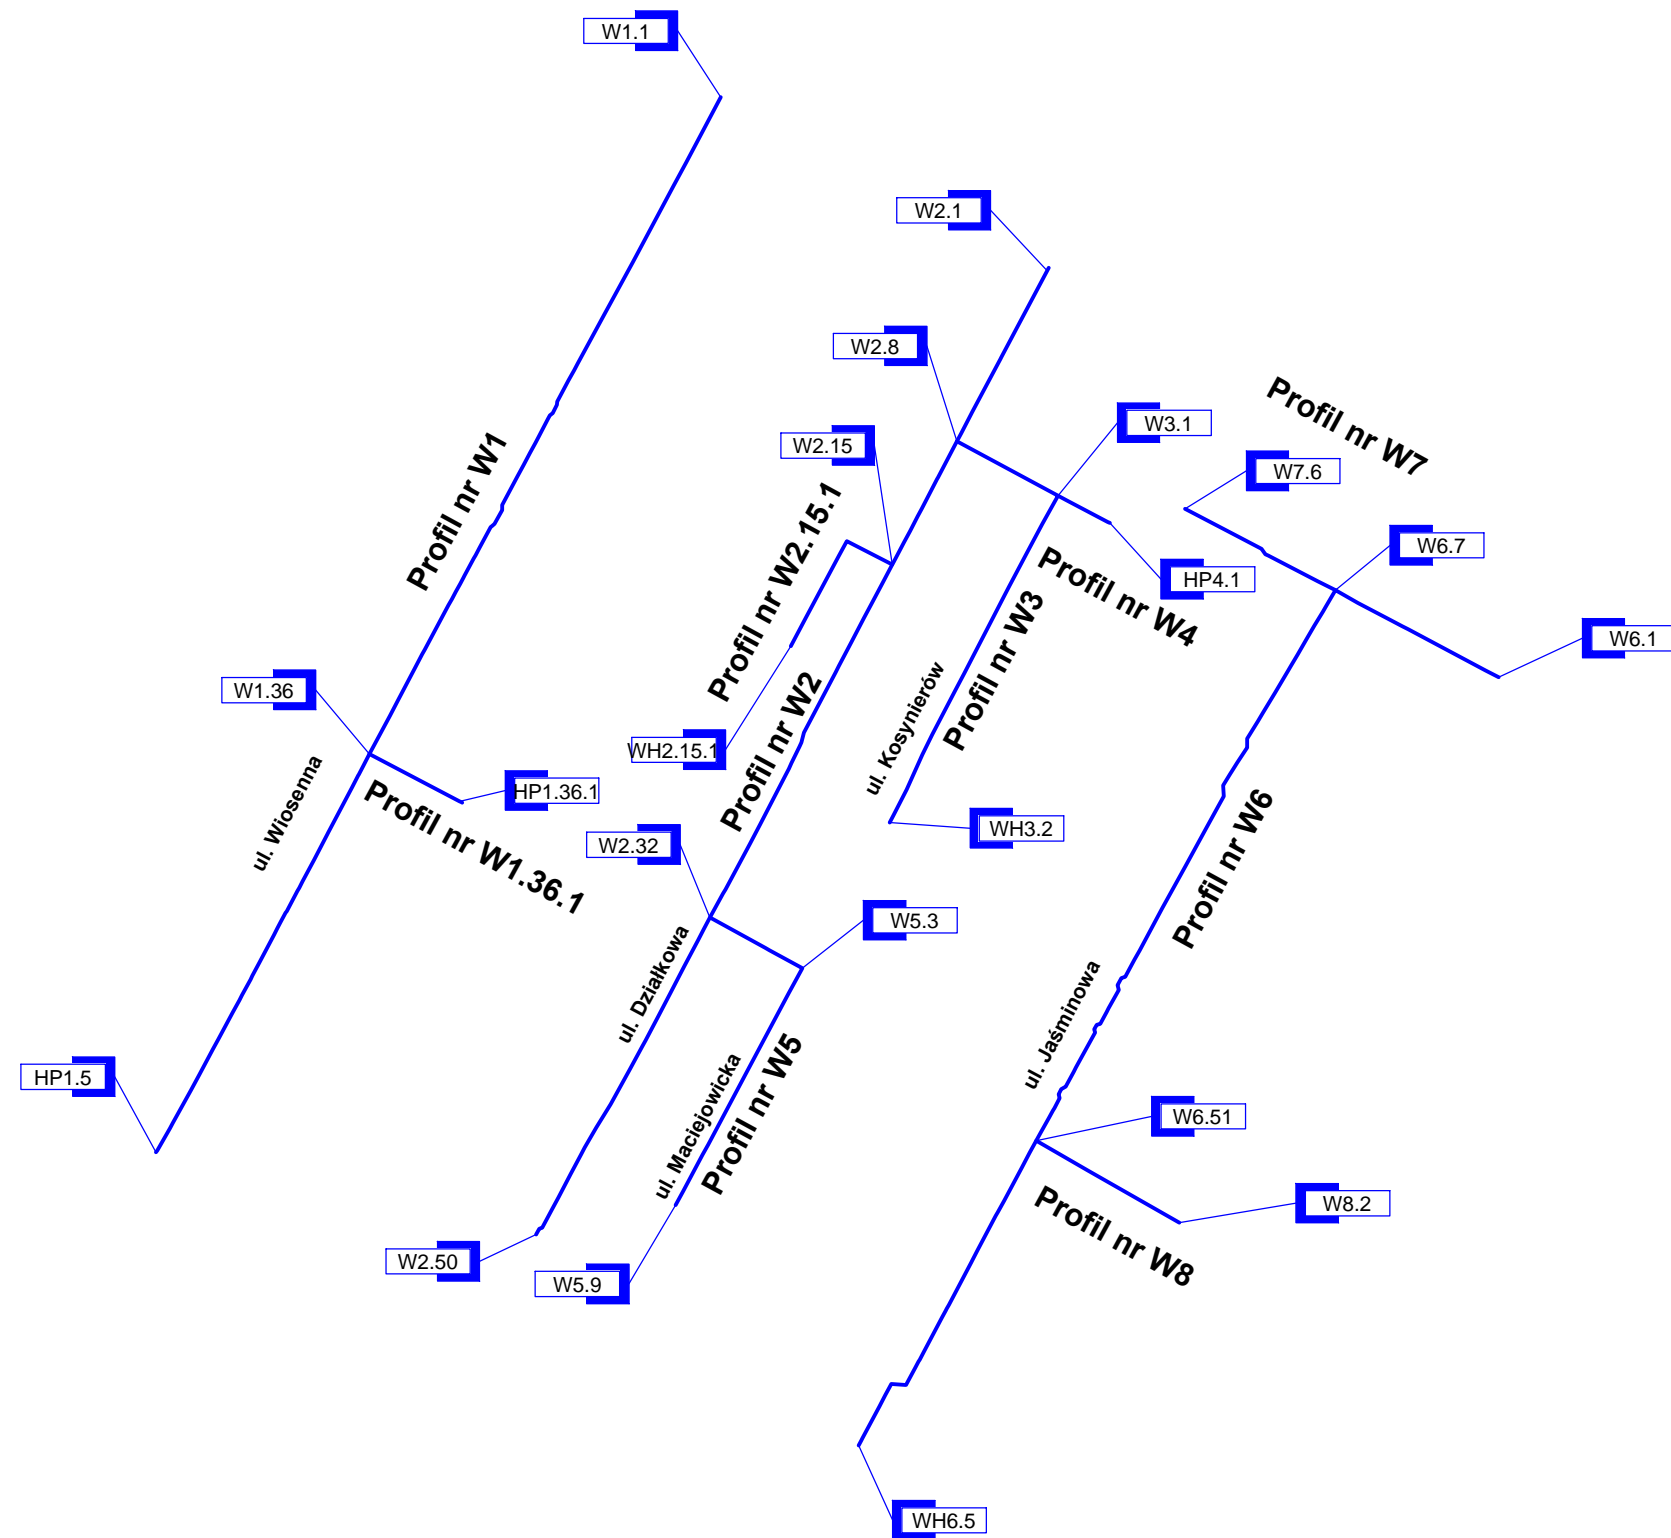 W1.1
W2.1
W2.8
W2.15
W3.1
Profil nr W7
W7.6
W6.7
Profil nr W1
Profil nr W2.15.1
HP4.1
Profil nr W4
Profil nr W3
W6.1
W1.36
ul. Kosynierów
Profil nr W2
WH2.15.1
ul. Wiosenna
HP1.36.1
Profil nr W1.36.1
WH3.2
W2.32
Profil nr W6
W5.3
ul. Działkowa
ul. Jaśminowa
HP1.5
ul. Maciejowicka
Profil nr W5
W6.51
W8.2
Profil nr W8
W2.50
W5.9
WH6.5